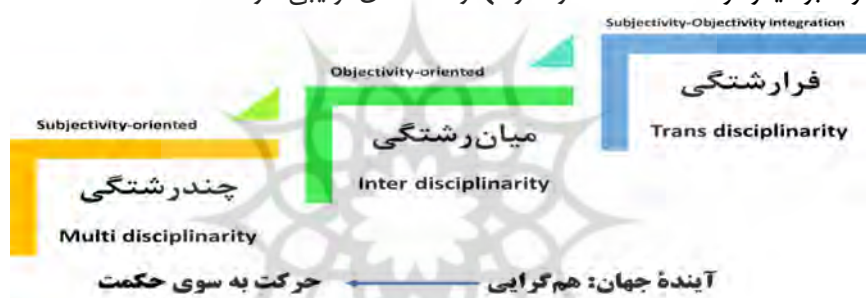 Subjectivity-Objectivity Integration
فرارشتگی
Trans disciplinarity
Objectivity-oriented
میان‌رشتگی
Inter disciplinarity
Subjectivity-oriented
چندرشتگی
Multi disciplinarity
آیندهٔ جهان: هم‌گرایی ← حرکت به سوی حکمت